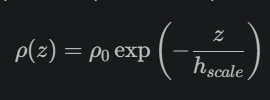 ρ(z) = ρ₀ exp(−z/h_scale)